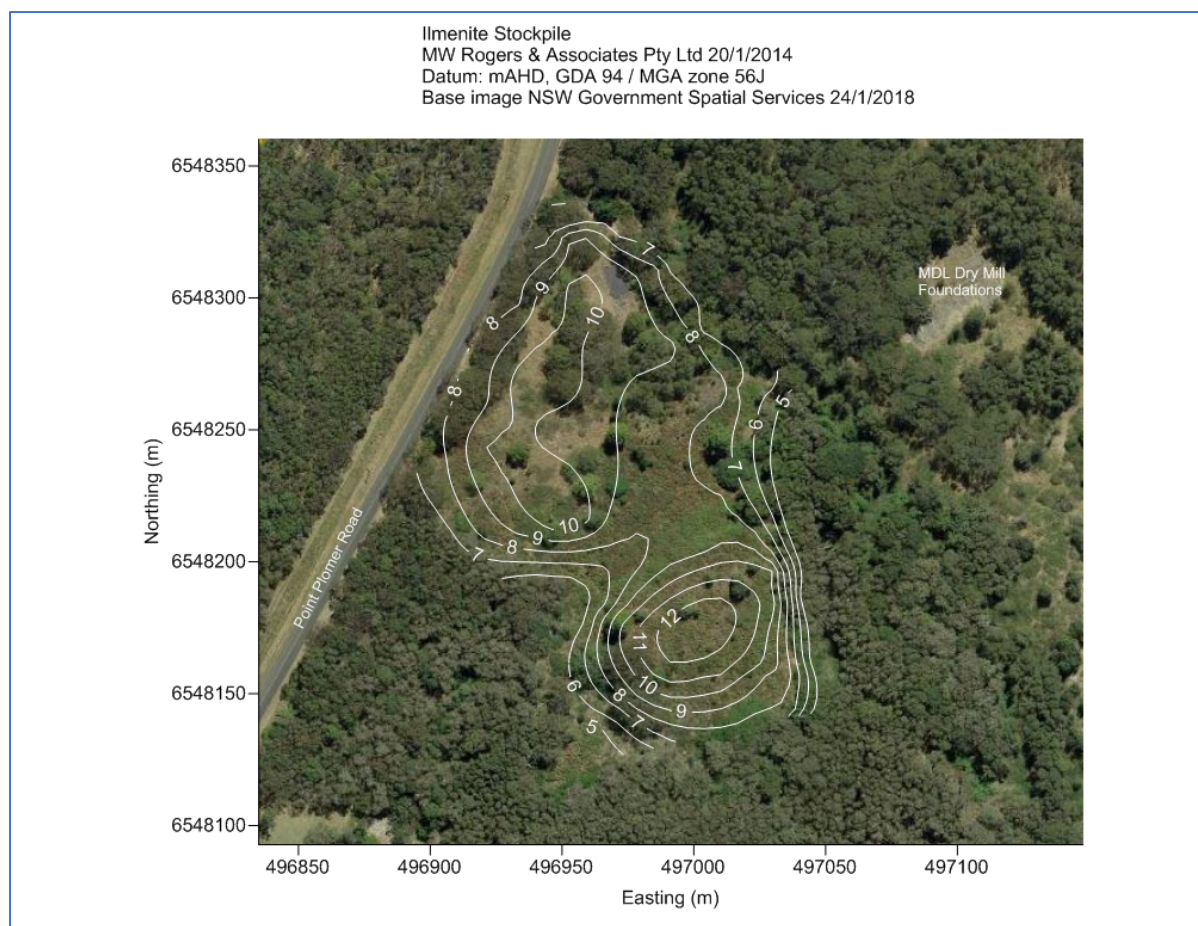 Ilmenite Stockpile
MW Rogers & Associates Pty Ltd 20/1/2014
Datum: mAHD, GDA 94 / MGA zone 56J
Base image NSW Government Spatial Services 24/1/2018
6548350
7
MDL Dry Mill
Foundations
9
6548300
10
8
8
8
5
6
6548250
7
Northing (m)
10
9
8
7
6548200
Point Plomer Road
12
11
10
6
6548150
8
9
7
5
6548100
496850 496900 496950 497000 497050 497100
Easting (m)